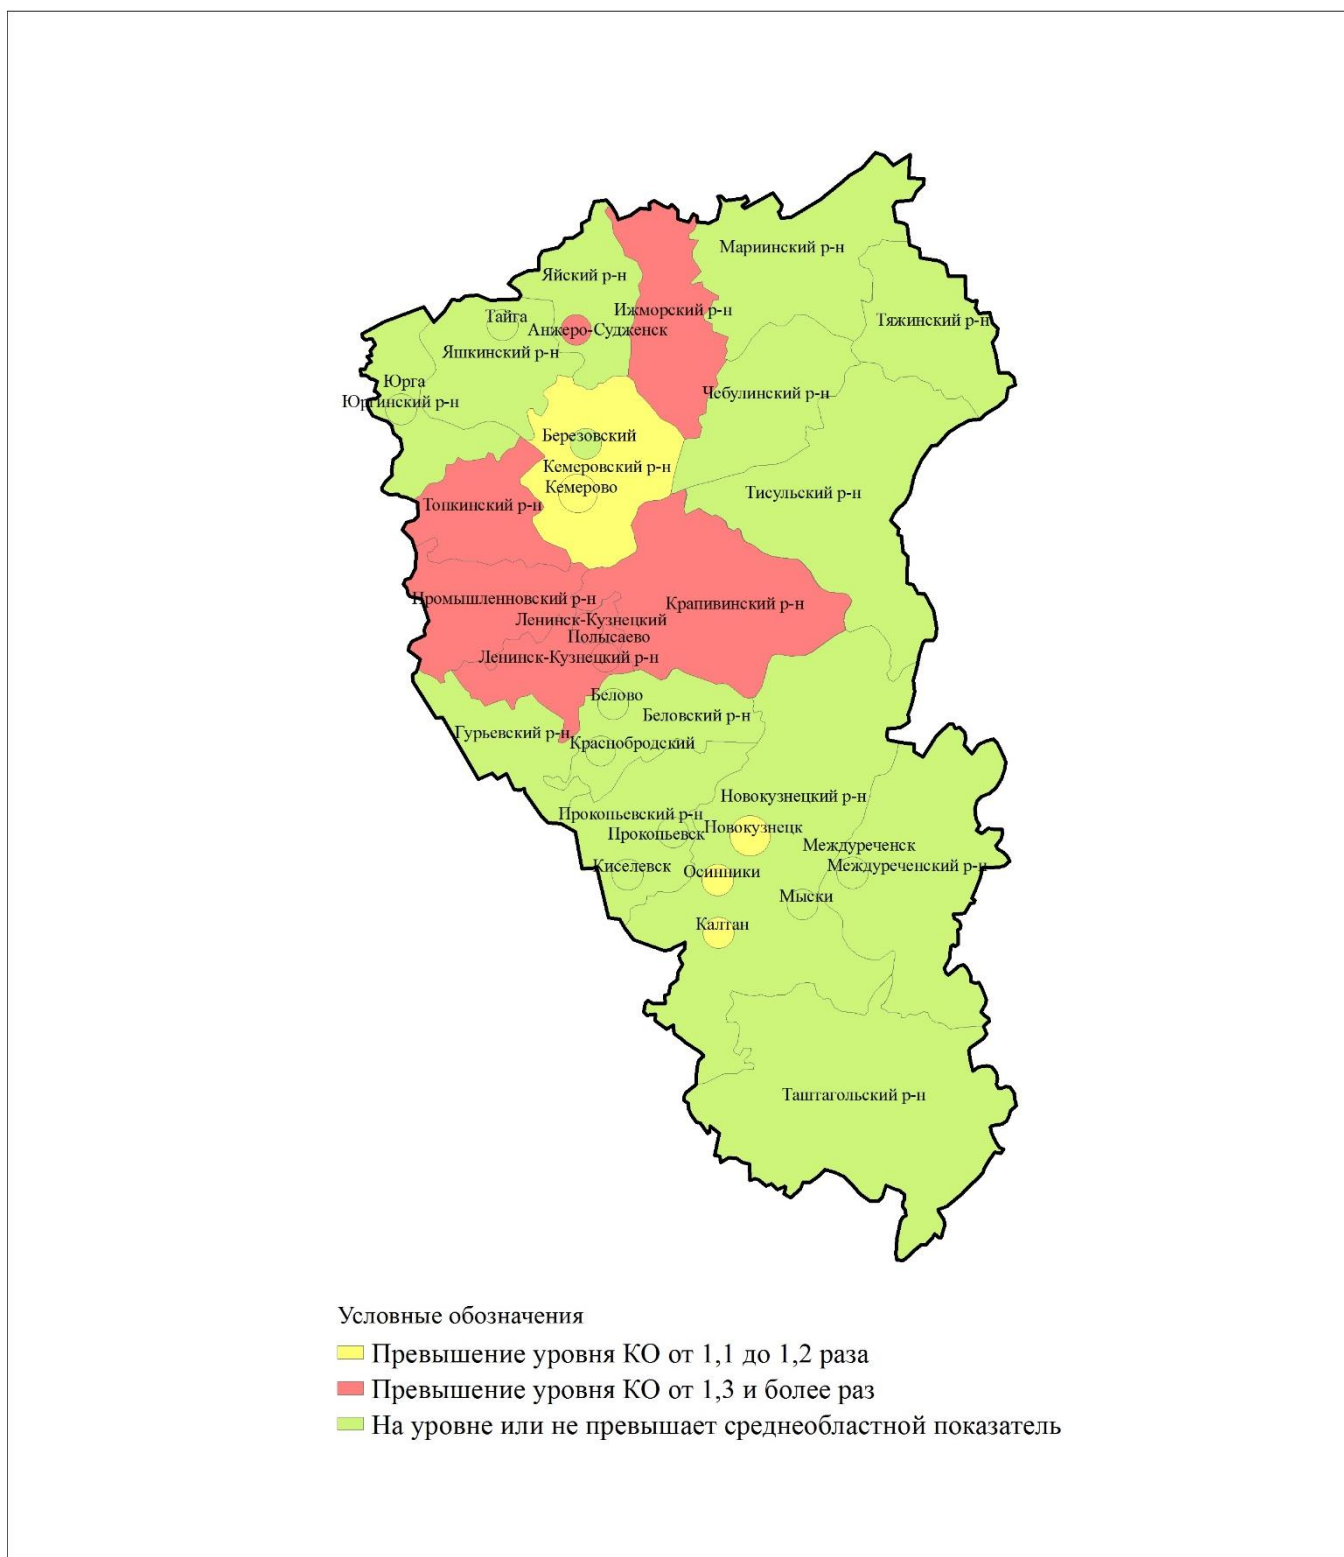 Мариинский р-н
Яйский р-н
Ижморский р-н
Тяжинский р-н
Тайга
Анжеро-Судженск
Яшкинский р-н
Юрга
Юргинский р-н
Чебулинский р-н
Березовский
Кемеровский р-н
Кемерово
Тисульский р-н
Топкинский р-н
Промышленновский р-н
Крапивинский р-н
Ленинск-Кузнецкий
Полысаево
Ленинск-Кузнецкий р-н
Белово
Беловский р-н
Гурьевский р-н
Краснобродский
Новокузнецкий р-н
Прокопьевский р-н
Прокопьевск
Новокузнецк
Междуреченск
Междуреченский р-н
Киселевск
Осинники
Мыски
Калтан
Таштагольский р-н
Условные обозначения
Превышение уровня КО от 1,1 до 1,2 раза
Превышение уровня КО от 1,3 и более раз
На уровне или не превышает среднеобластной показатель